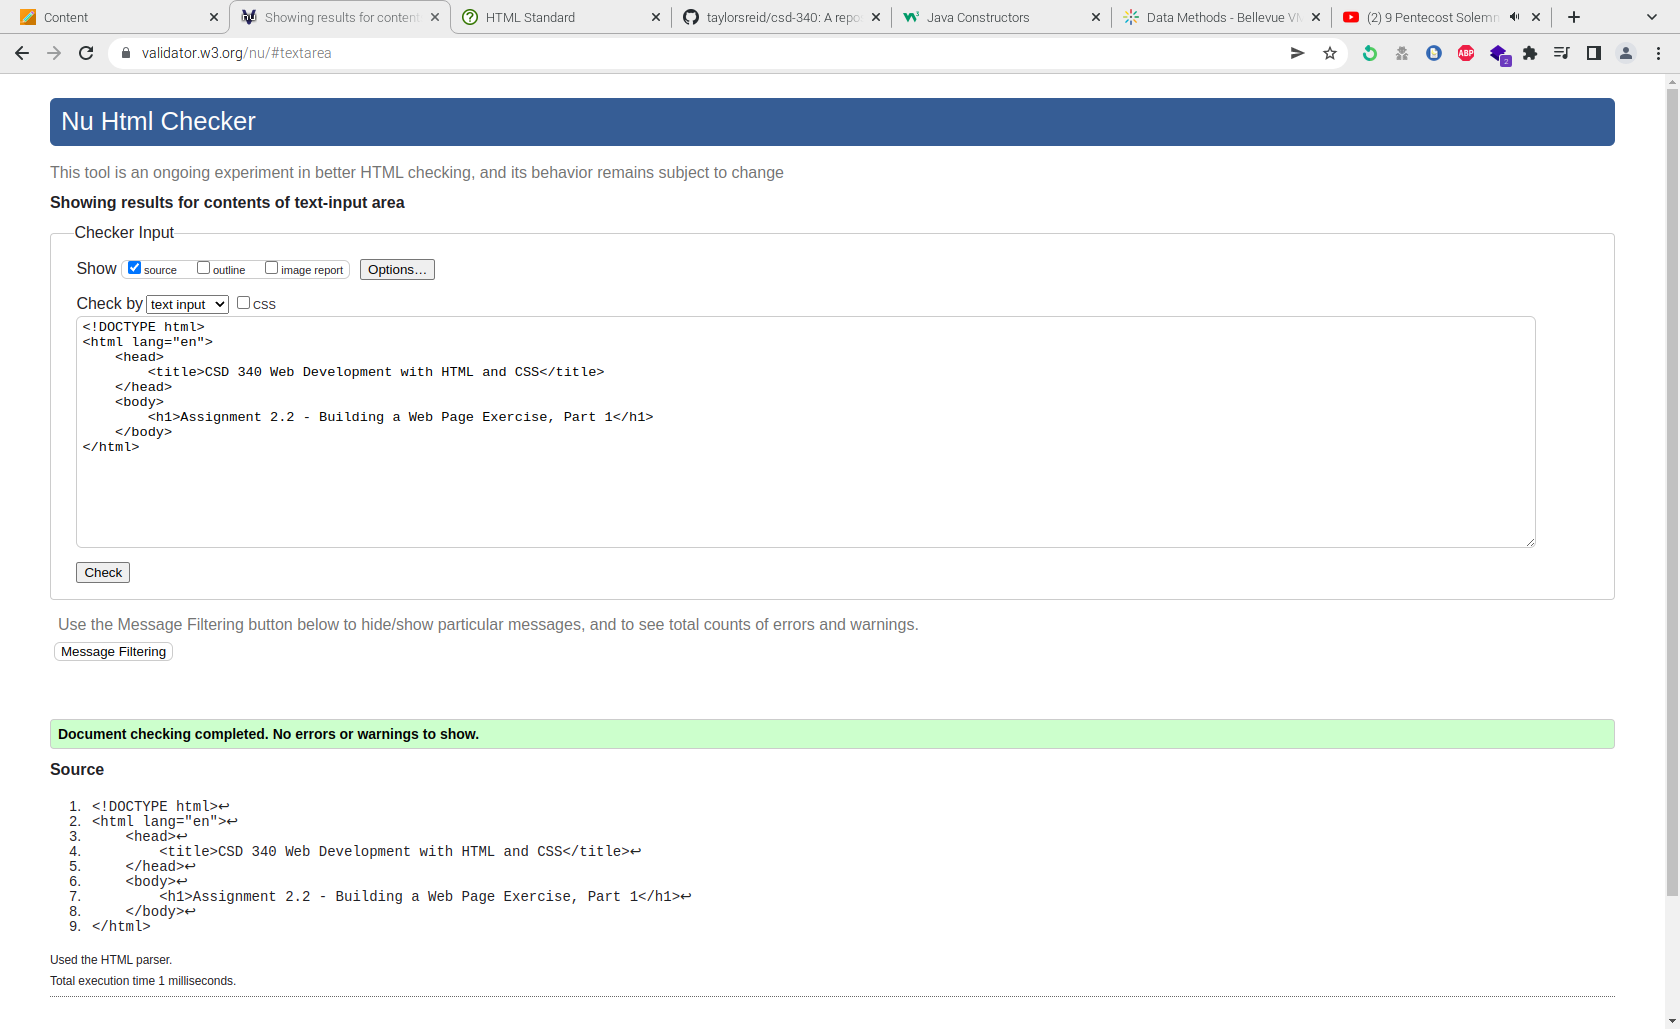 Content
Showing results for conten
HTML Standard
taylorsreid/csd-340: A repo
Java Constructors
Data Methods - Bellevue V
(2) 9 Pentecost Solem
validator.w3.org/nu/#textarea
ABP
2
Nu Html Checker
This tool is an ongoing experiment in better HTML checking, and its behavior remains subject to change
Showing results for contents of text-input area
Checker Input
Show source outline image report Options...
Check by text input CSS
<!DOCTYPE html>
<html lang="en">
    <head>
        <title>CSD 340 Web Development with HTML and CSS</title>
    </head>
    <body>
        <h1>Assignment 2.2 - Building a Web Page Exercise, Part 1</h1>
    </body>
</html>
Check
Use the Message Filtering button below to hide/show particular messages, and to see total counts of errors and warnings.
Message Filtering
Document checking completed. No errors or warnings to show.
Source
1. <!DOCTYPE html>↩
2. <html lang="en">↩
3.     <head>↩
4.         <title>CSD 340 Web Development with HTML and CSS</title>↩
5.     </head>↩
6.     <body>↩
7.         <h1>Assignment 2.2 - Building a Web Page Exercise, Part 1</h1>↩
8.     </body>↩
9. </html>
Used the HTML parser.
Total execution time 1 milliseconds.